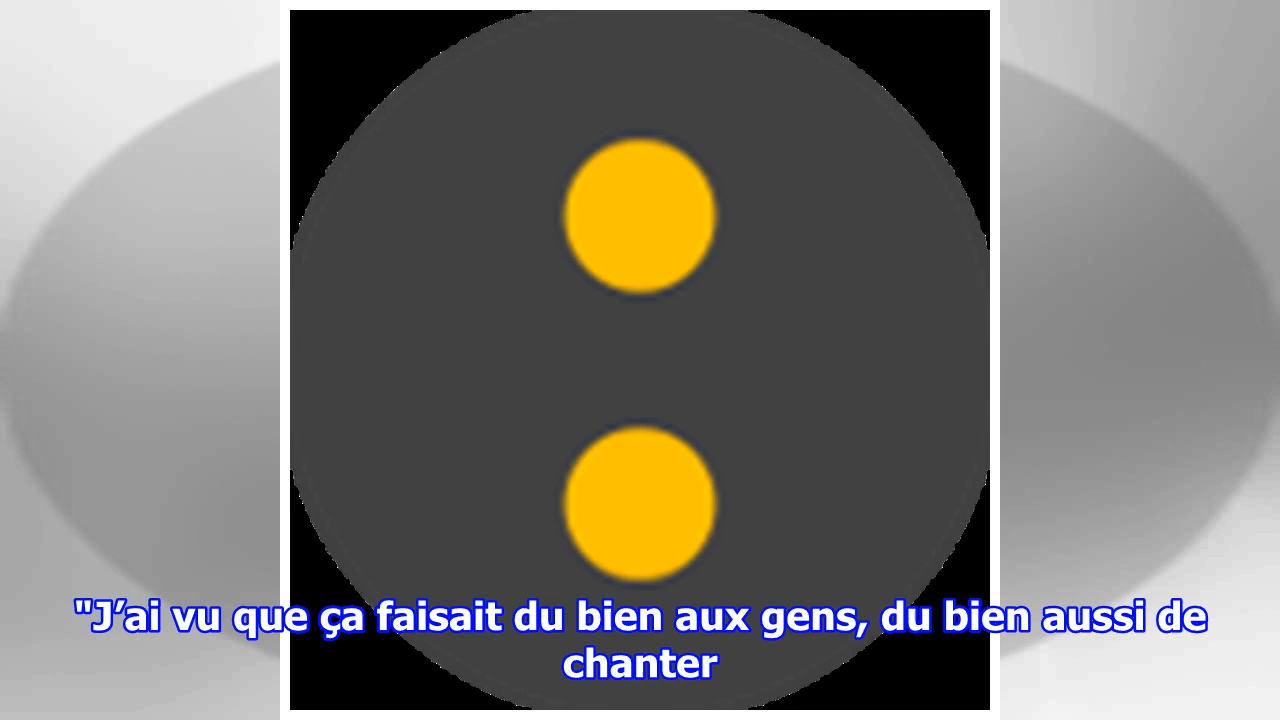 "J’ai vu que ça faisait du bien aux gens, du bien aussi de
chanter